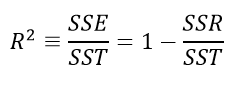 R² ≡ SSE/SST = 1 − SSR/SST